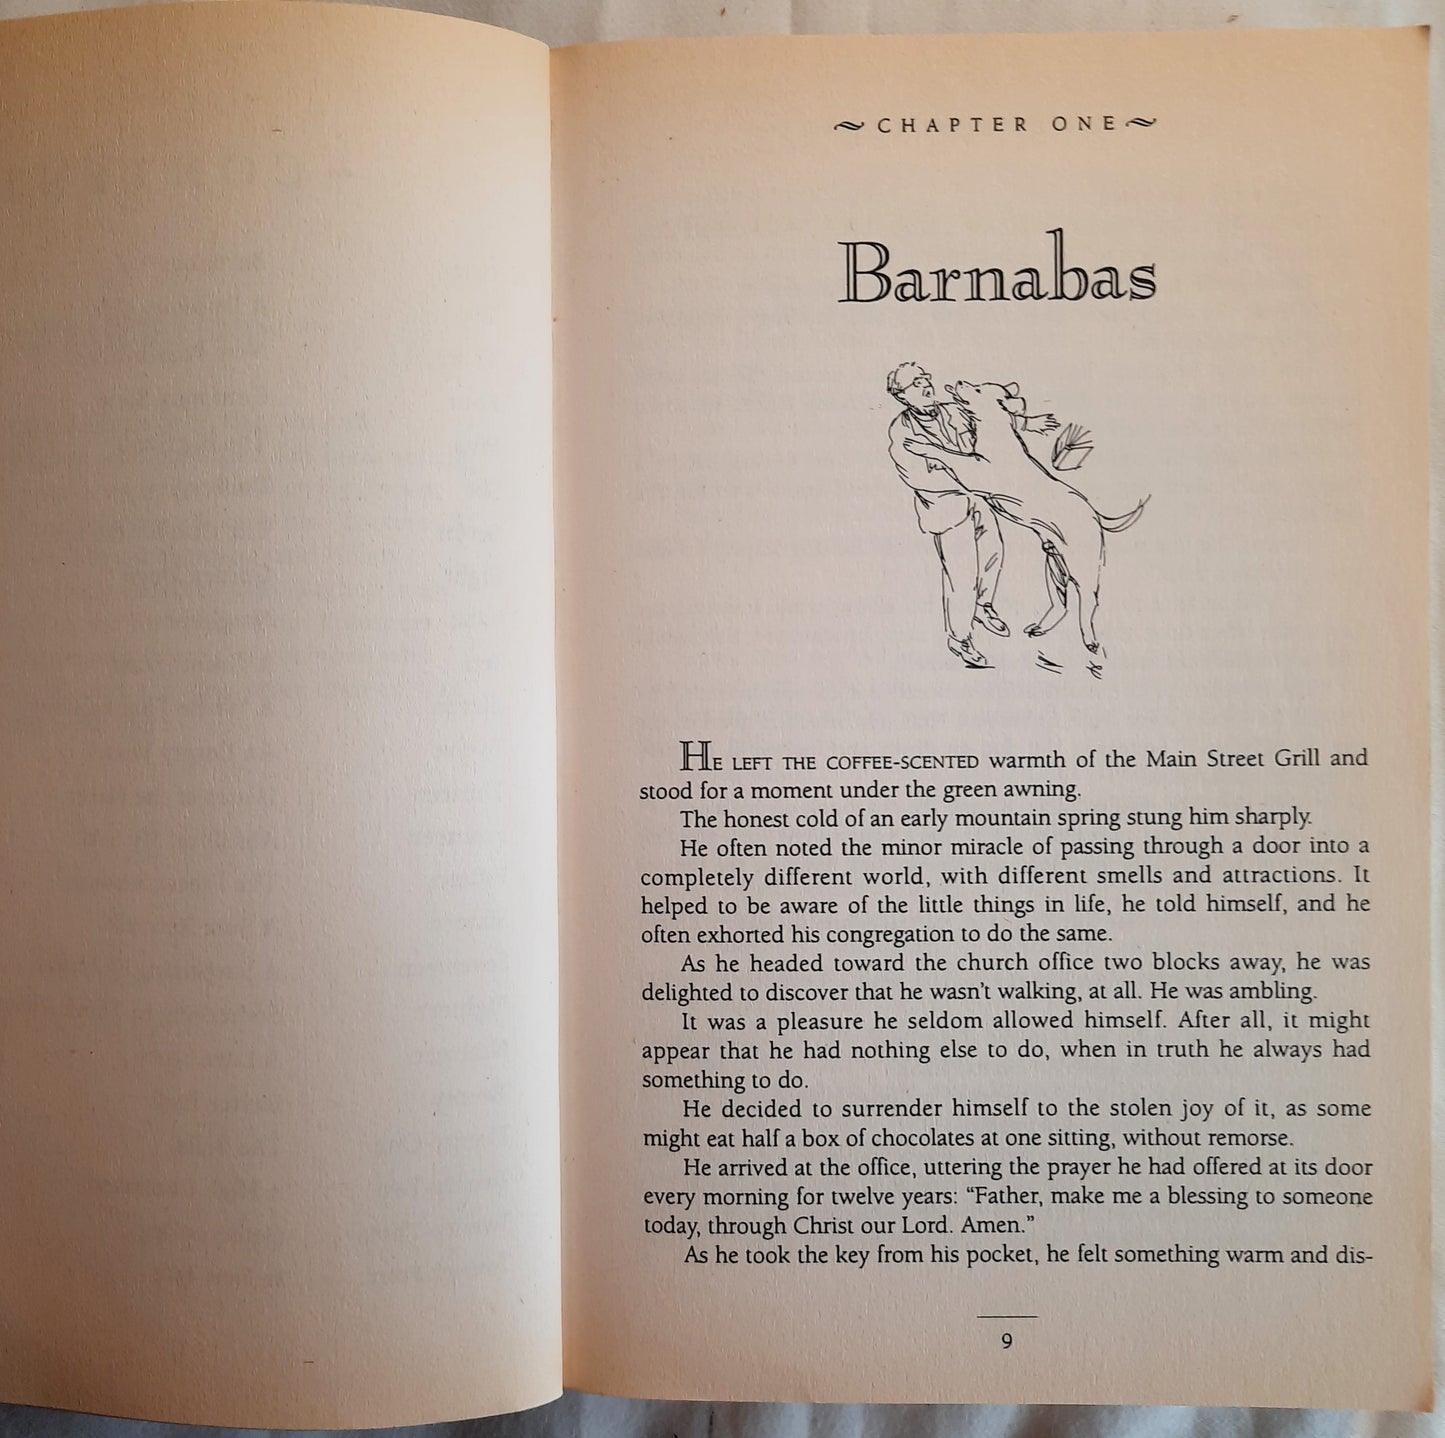 CHAPTER ONE
Barnabas
HE LEFT THE COFFEE-SCENTED warmth of the Main Street Grill and
stood for a moment under the green awning.
The honest cold of an early mountain spring stung him sharply.
He often noted the minor miracle of passing through a door into a
completely different world, with different smells and attractions. It
helped to be aware of the little things in life, he told himself, and he
often exhorted his congregation to do the same.
As he headed toward the church office two blocks away, he was
delighted to discover that he wasn't walking, at all. He was ambling.
It was a pleasure he seldom allowed himself. After all, it might
appear that he had nothing else to do, when in truth he always had
something to do.
He decided to surrender himself to the stolen joy of it, as some
might eat half a box of chocolates at one sitting, without remorse.
He arrived at the office, uttering the prayer he had offered at its door
every morning for twelve years: “Father, make me a blessing to someone
today, through Christ our Lord. Amen.”
As he took the key from his pocket, he felt something warm and dis-
9